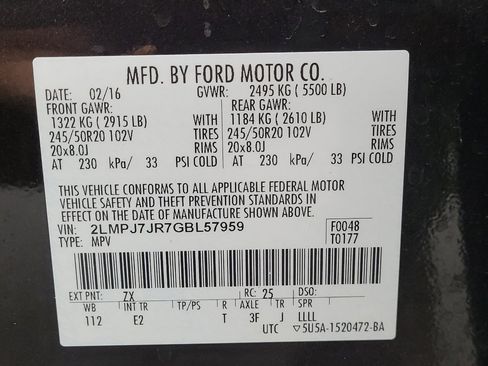 MFD. BY FORD MOTOR CO.
DATE: 02/16 GVWR: 2495 KG ( 5500 LB)
FRONT GAWR: REAR GAWR:
1322 KG ( 2915 LB) WITH 1184 KG ( 2610 LB) WITH
245/50R20 102V TIRES 245/50R20 102V TIRES
20x8.0J RIMS 20x8.0J RIMS
AT 230 kPa/ 33 PSI COLD AT 230 kPa/ 33 PSI COLD
THIS VEHICLE CONFORMS TO ALL APPLICABLE FEDERAL MOTOR
VEHICLE SAFETY AND THEFT PREVENTION STANDARDS IN
EFFECT ON THE DATE OF MANUFACTURE SHOWN ABOVE.
VIN: 2LMPJ7JR7GBL57959 F0048
TYPE: MPV T0177
EXT PNT: ZX RC: 25 DSO:
WB INT TR TP/PS R AXLE TR SPR
112 E2 T 3F J LLLL
UTC ▽5U5A-1520472-BA